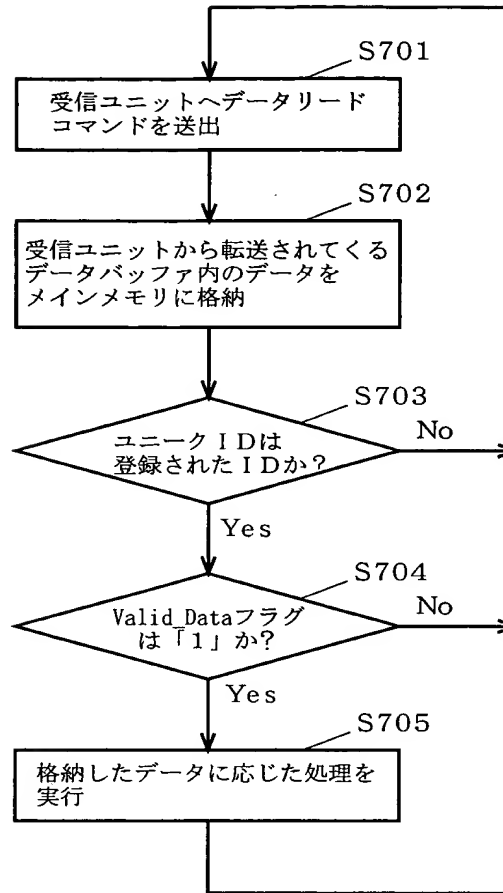 S701
受信ユニットへデータリード
コマンドを送出
S702
受信ユニットから転送されてくる
データバッファ内のデータを
メインメモリに格納
S703
ユニークIDは
登録されたIDか?
No
Yes
S704
Valid_Dataフラグ
は「1」か?
No
Yes
S705
格納したデータに応じた処理を
実行